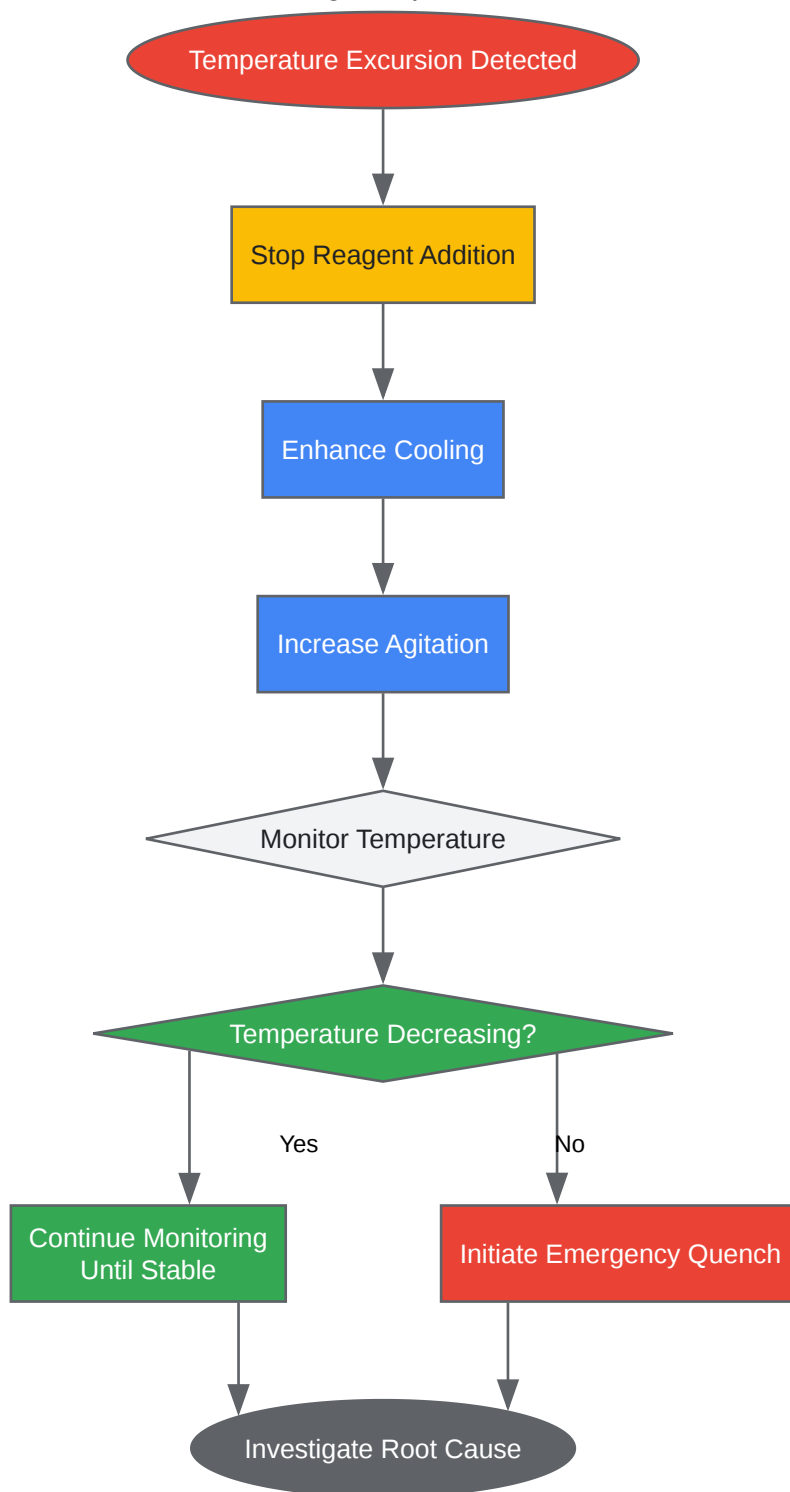 Temperature Excursion Detected
Stop Reagent Addition
Enhance Cooling
Increase Agitation
Monitor Temperature
Temperature Decreasing?
Yes
No
Continue Monitoring
Until Stable
Initiate Emergency Quench
Investigate Root Cause